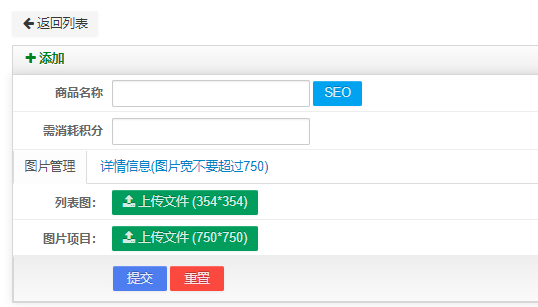 返回列表
添加
商品名称 SEO
需消耗积分
图片管理 详情信息(图片宽不要超过750)
列表图： 上传文件 (354*354)
图片项目： 上传文件 (750*750)
提交 重置